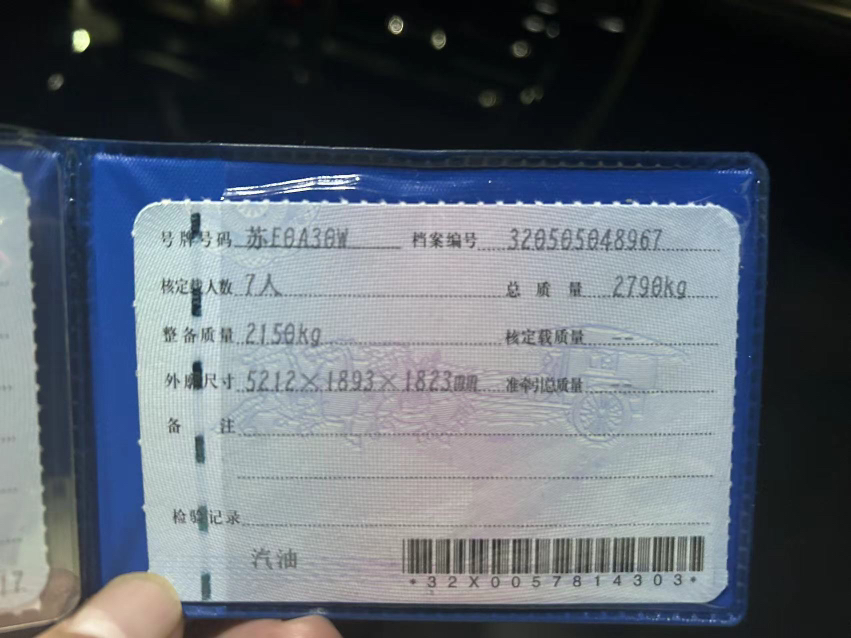 号牌号码 苏E0A30W 档案编号 320505048967
核定载人数 7人 总质量 2790kg
整备质量 2150kg 核定载质量 --
外廓尺寸 5212×1893×1823mm 准牵引总质量 --
备注
检验记录
汽油
*32X0057814303*
17